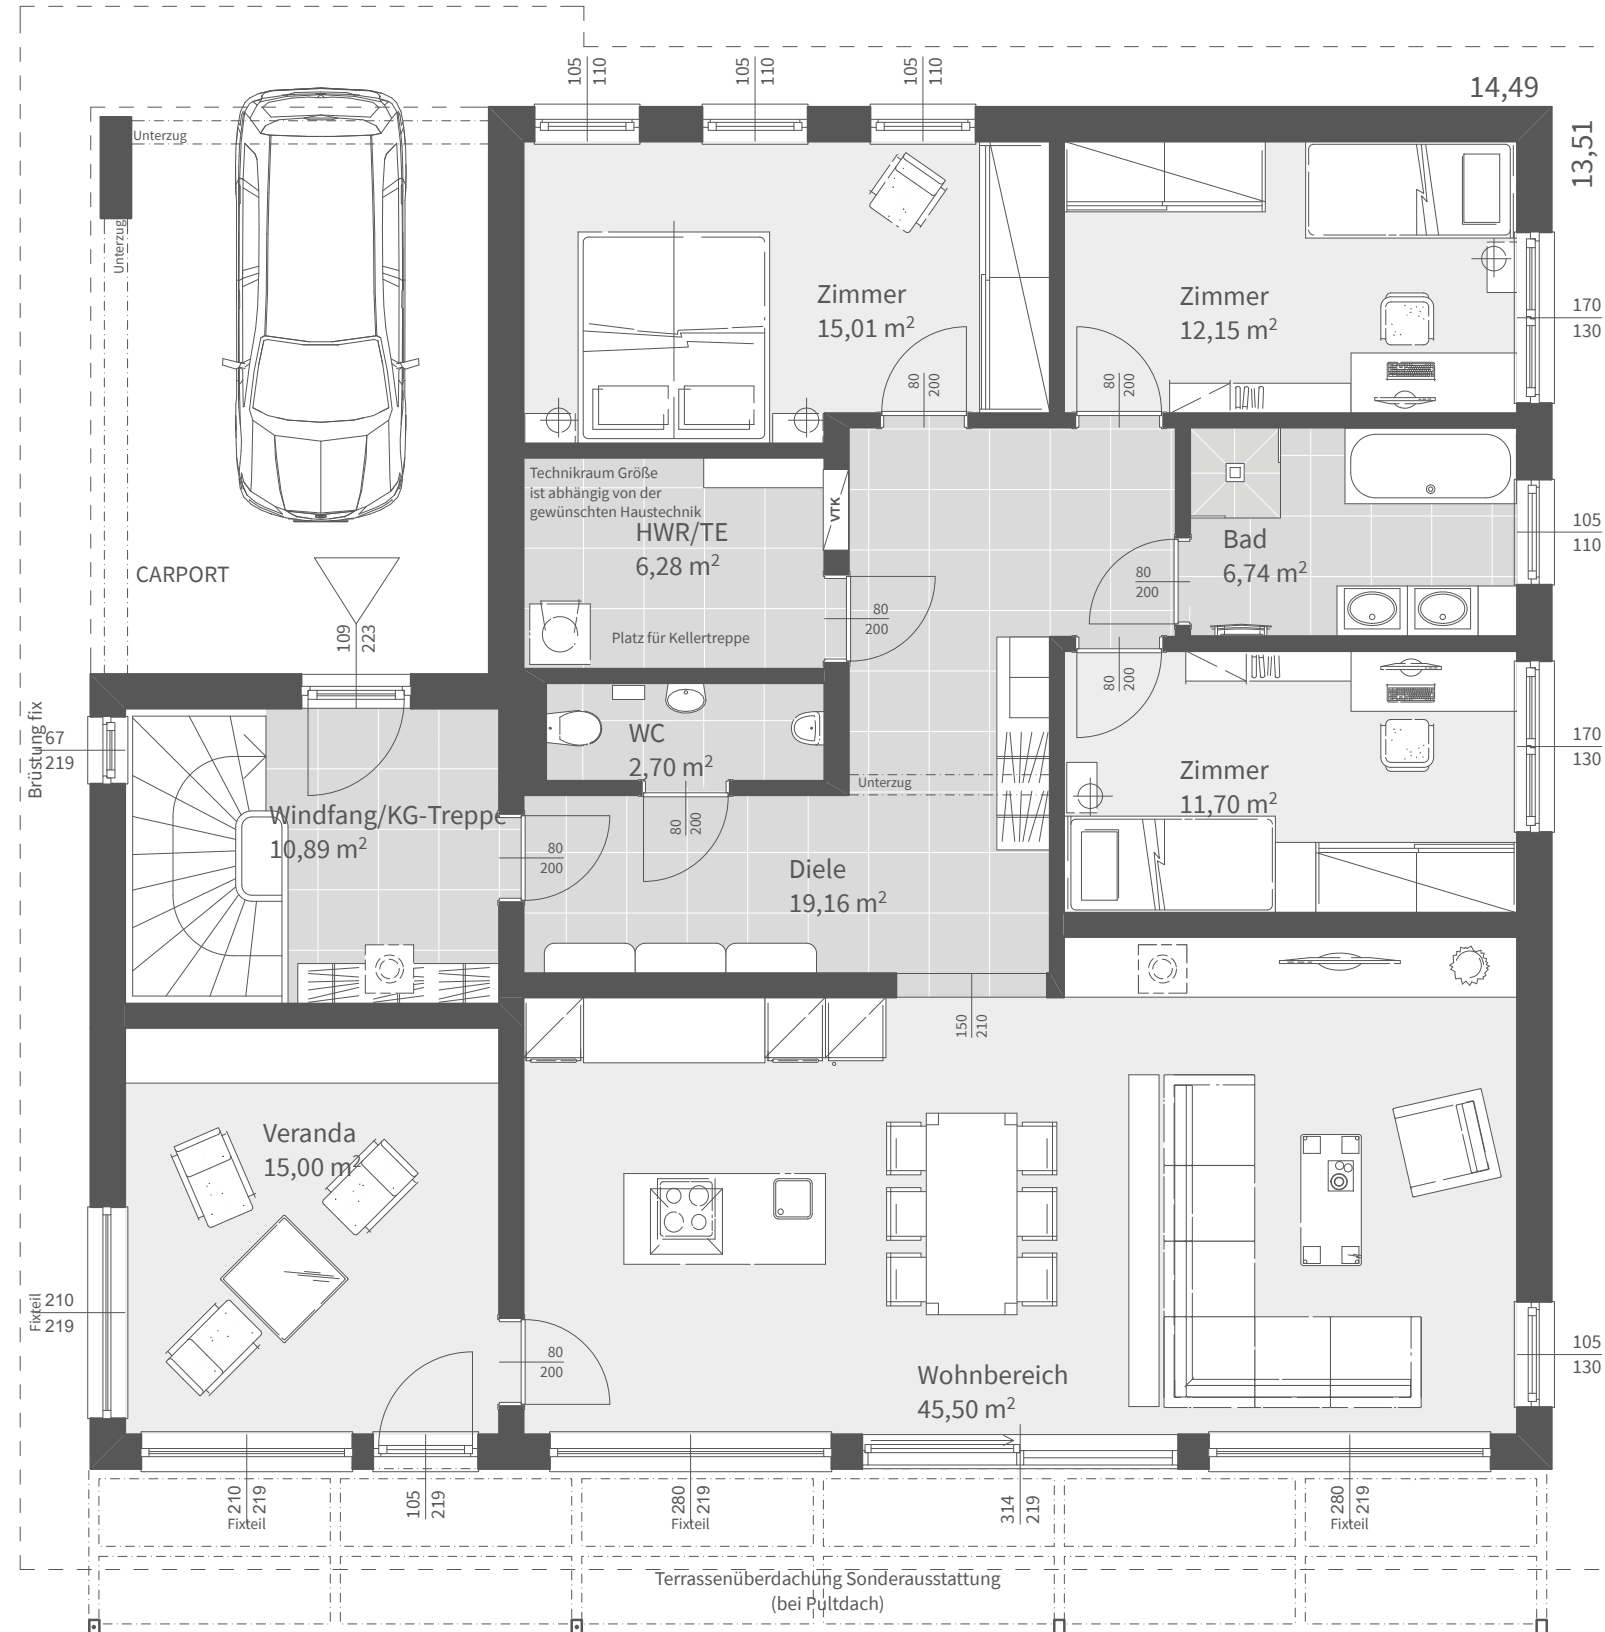 105
110
105
110
105
110
14,49
13,51
Unterzug
Unterzug
Zimmer
15,01 m²
Zimmer
12,15 m²
170
130
80
200
80
200
Technikraum Größe
ist abhängig von der
gewünschten Haustechnik
HWR/TE
6,28 m²
VTK
Bad
6,74 m²
105
110
CARPORT
80
200
109
223
Platz für Kellertreppe
80
200
80
200
Brüstung fix
67
219
WC
2,70 m²
170
130
Zimmer
11,70 m²
Unterzug
Windfang/KG-Treppe
10,89 m²
80
200
80
200
Diele
19,16 m²
150
210
Veranda
15,00 m²
Fixteil
210
219
80
200
105
130
Wohnbereich
45,50 m²
210
219
Fixteil
105
219
280
219
Fixteil
314
219
280
219
Fixteil
Terrassenüberdachung Sonderausstattung
(bei Pultdach)